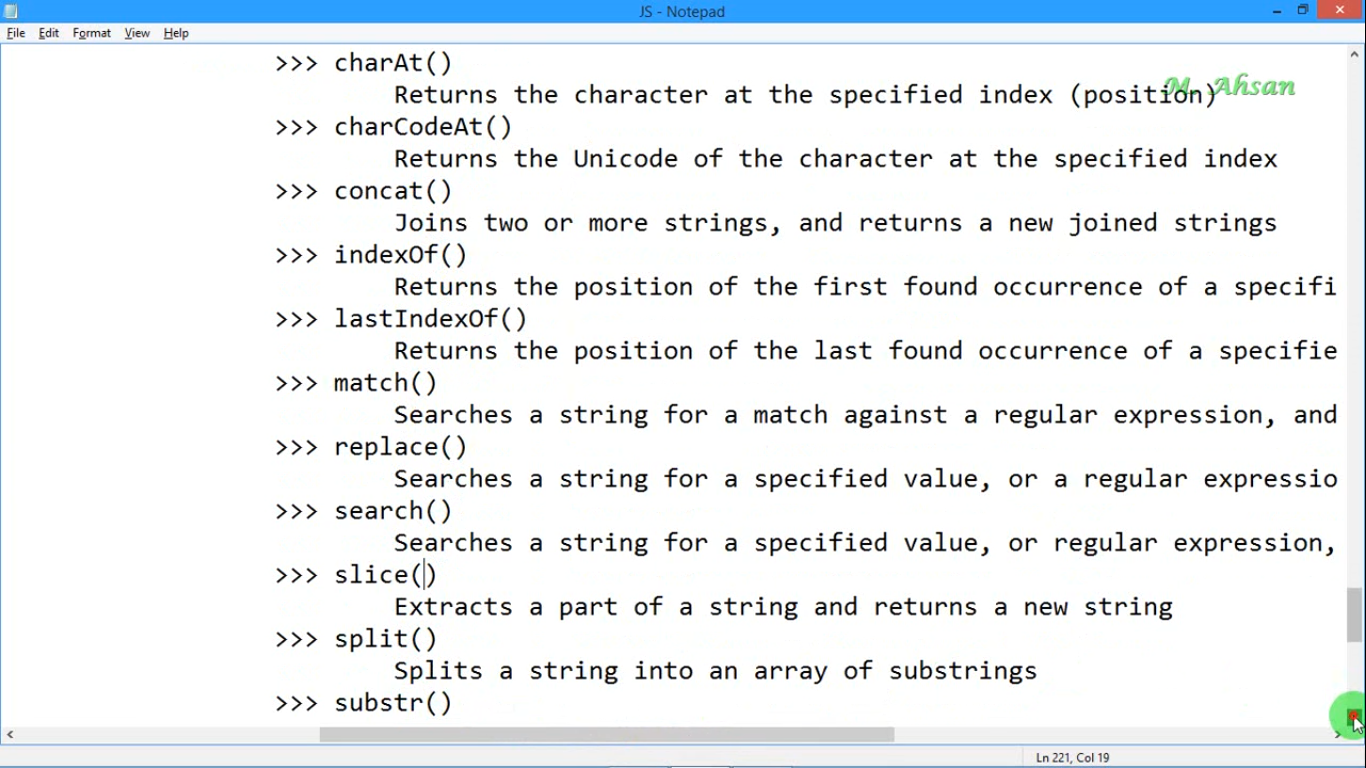 JS - Notepad
File Edit Format View Help
>>> charAt()
Returns the character at the specified index (position)
M. Ahsan
>>> charCodeAt()
Returns the Unicode of the character at the specified index
>>> concat()
Joins two or more strings, and returns a new joined strings
>>> indexOf()
Returns the position of the first found occurrence of a specifi
>>> lastIndexOf()
Returns the position of the last found occurrence of a specifie
>>> match()
Searches a string for a match against a regular expression, and
>>> replace()
Searches a string for a specified value, or a regular expressio
>>> search()
Searches a string for a specified value, or regular expression,
>>> slice()
Extracts a part of a string and returns a new string
>>> split()
Splits a string into an array of substrings
>>> substr()
Ln 221, Col 19